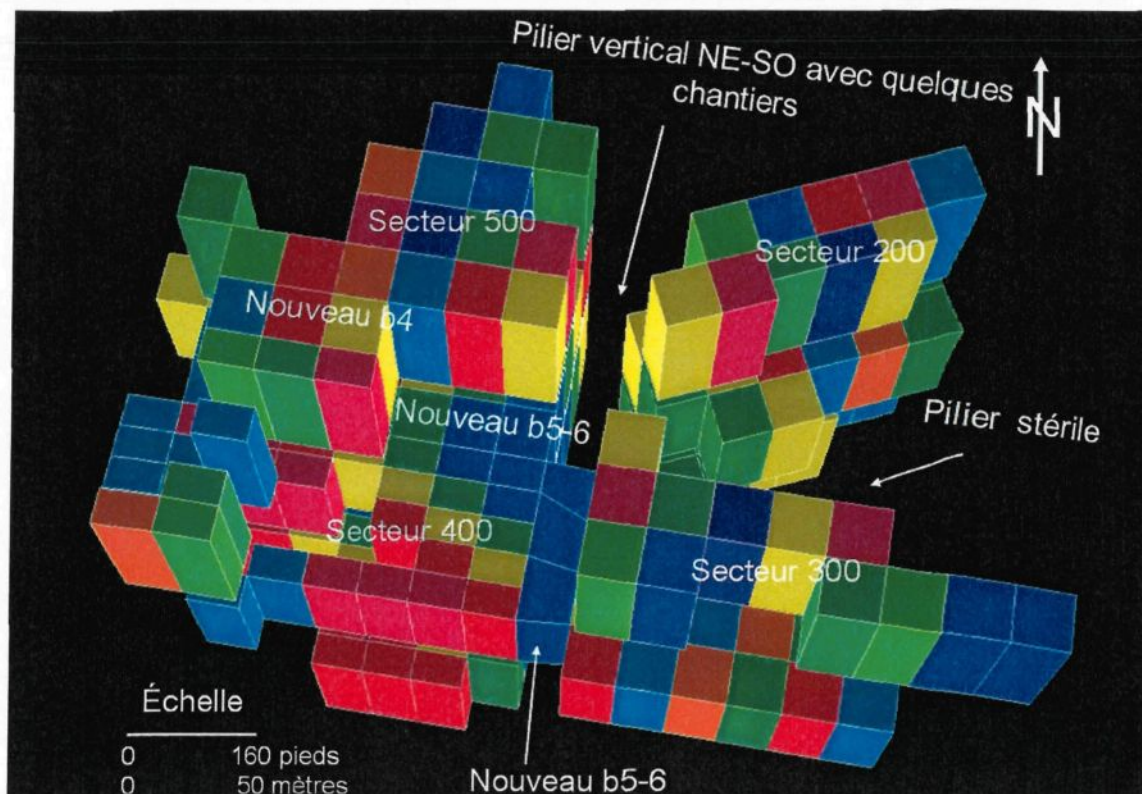 Pilier vertical NE-SO avec quelques
chantiers
N
Secteur 500
Secteur 200
Nouveau b4
Nouveau b5-6
Pilier stérile
Secteur 400
Secteur 300
Échelle
0 160 pieds
0 50 mètres
Nouveau b5-6